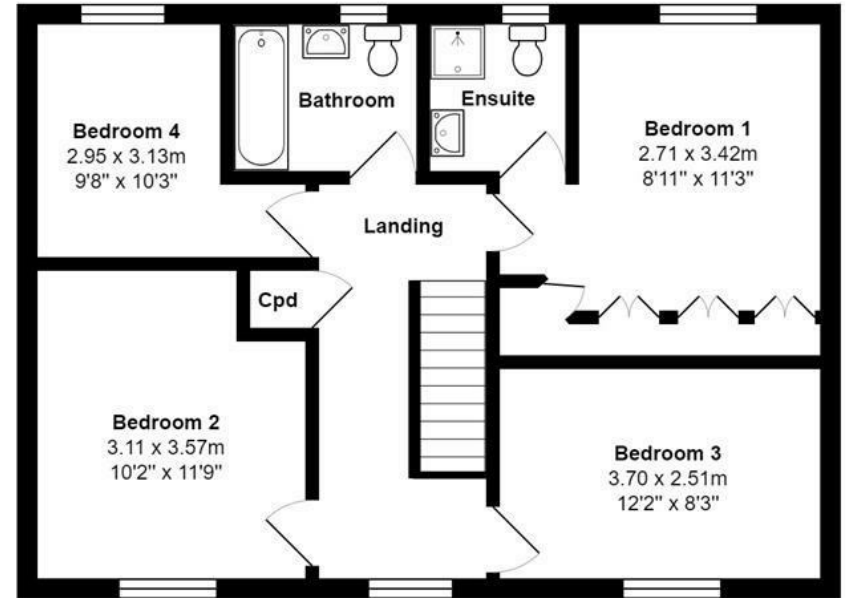 Bathroom
Ensuite
Bedroom 4
2.95 x 3.13m
9'8" x 10'3"
Bedroom 1
2.71 x 3.42m
8'11" x 11'3"
Landing
Cpd
Bedroom 2
3.11 x 3.57m
10'2" x 11'9"
Bedroom 3
3.70 x 2.51m
12'2" x 8'3"